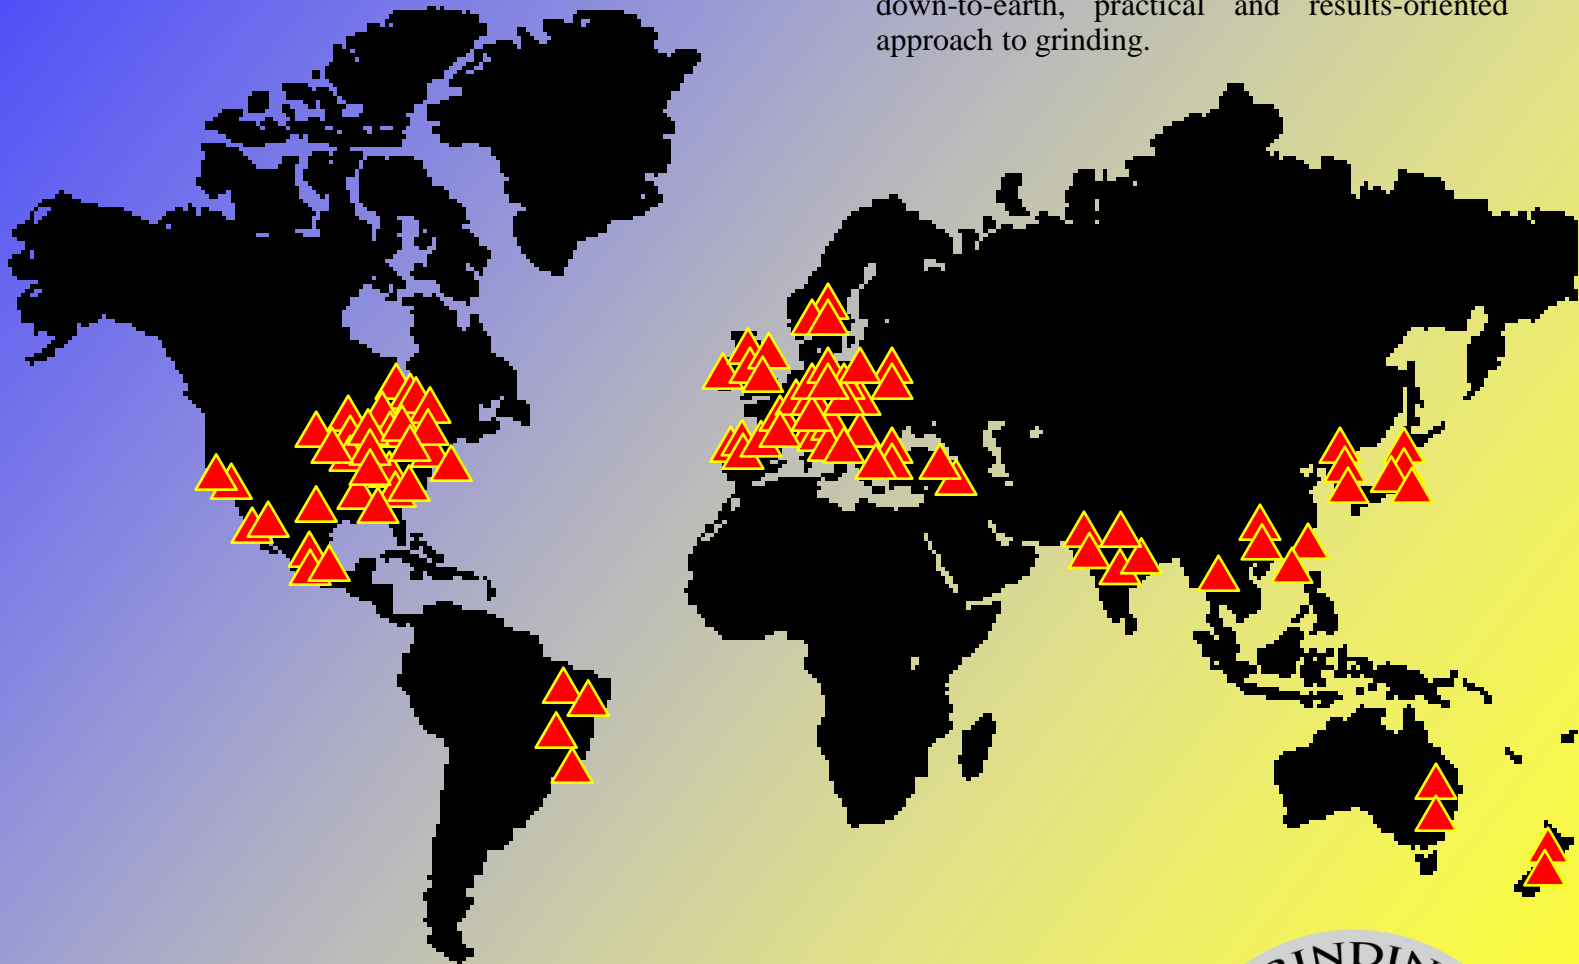 down-to-earth, practical and results-oriented
approach to grinding.